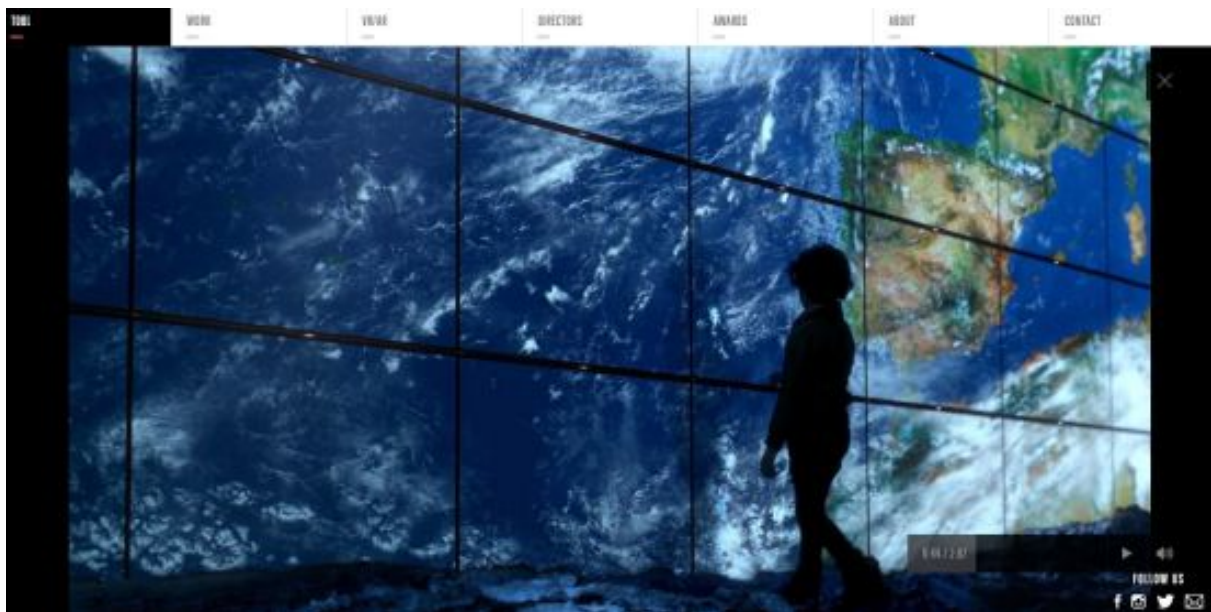 TOOL
WORK
VR/AR
DIRECTORS
AWARDS
ABOUT
CONTACT
FOLLOW US